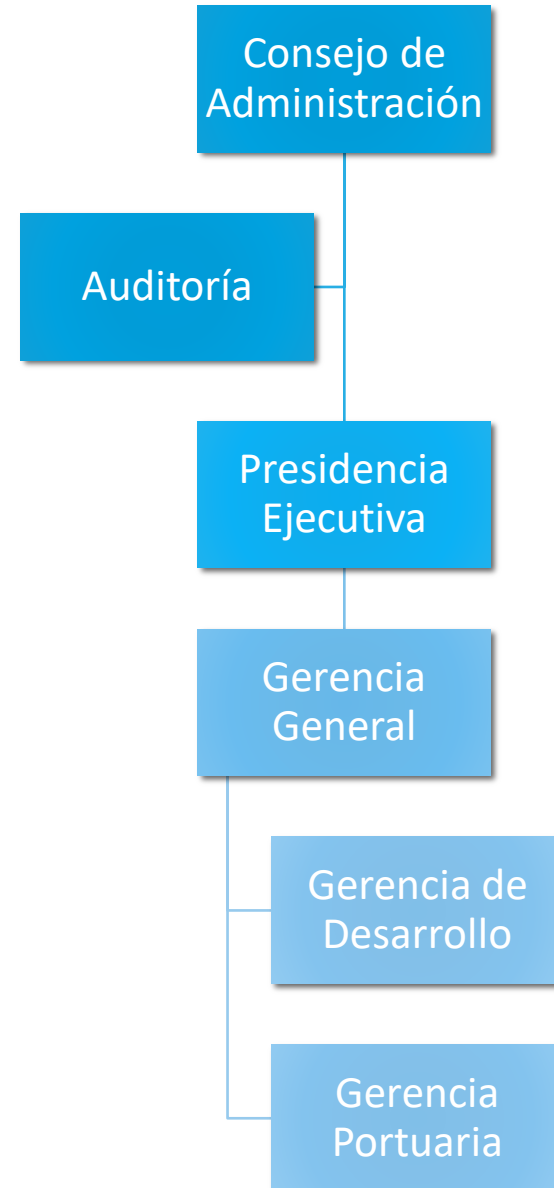 Consejo de
Administración
Auditoría
Presidencia
Ejecutiva
Gerencia
General
Gerencia de
Desarrollo
Gerencia
Portuaria